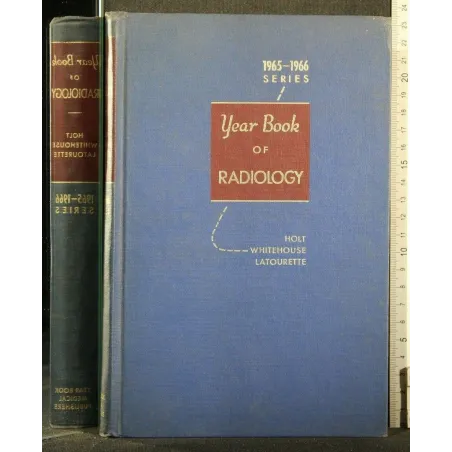 1965-1966
SERIES
Year Book
OF
RADIOLOGY
HOLT
WHITEHOUSE
LATOURETTE
Year Book
OF
RADIOLOGY
HOLT
WHITEHOUSE
LATOURETTE
1965-1966
SERIES
YEAR BOOK
MEDICAL
PUBLISHERS